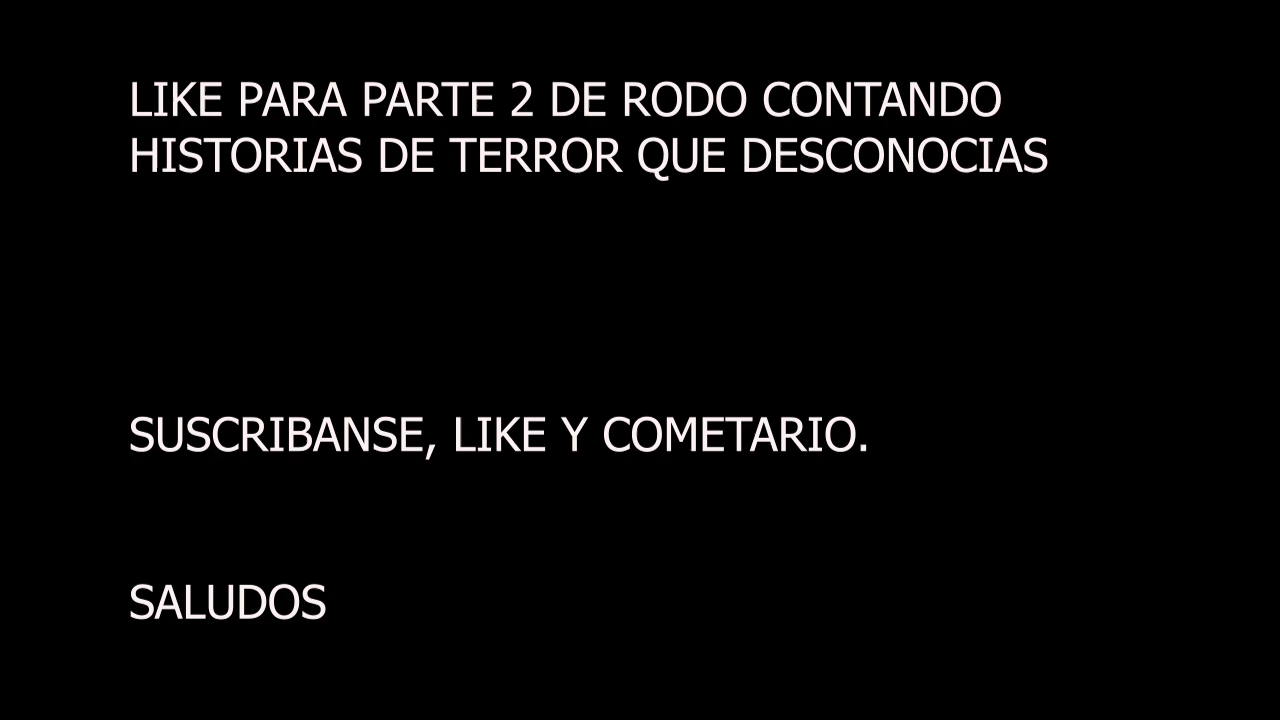 LIKE PARA PARTE 2 DE RODO CONTANDO
HISTORIAS DE TERROR QUE DESCONOCIAS
SUSCRIBANSE, LIKE Y COMETARIO.
SALUDOS